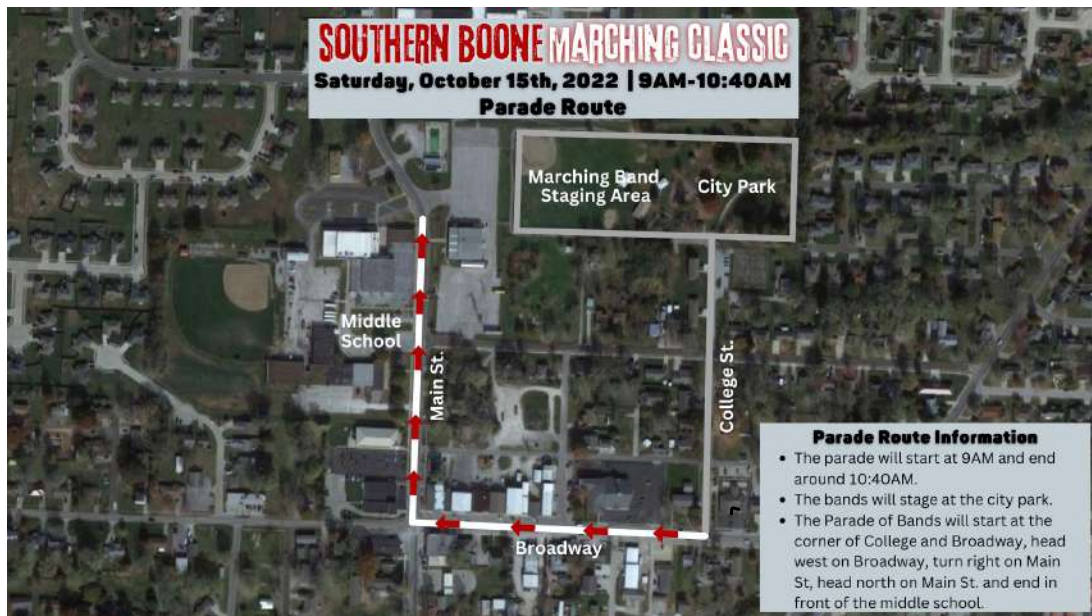 SOUTHERN BOONE MARCHING CLASSIC
Saturday, October 15th, 2022 | 9AM-10:40AM
Parade Route
Marching Band
Staging Area
City Park
Middle
School
Main St.
College St.
Broadway
Parade Route Information
• The parade will start at 9AM and end
around 10:40AM.
• The bands will stage at the city park.
• The Parade of Bands will start at the
corner of College and Broadway, head
west on Broadway, turn right on Main
St, head north on Main St. and end in
front of the middle school.